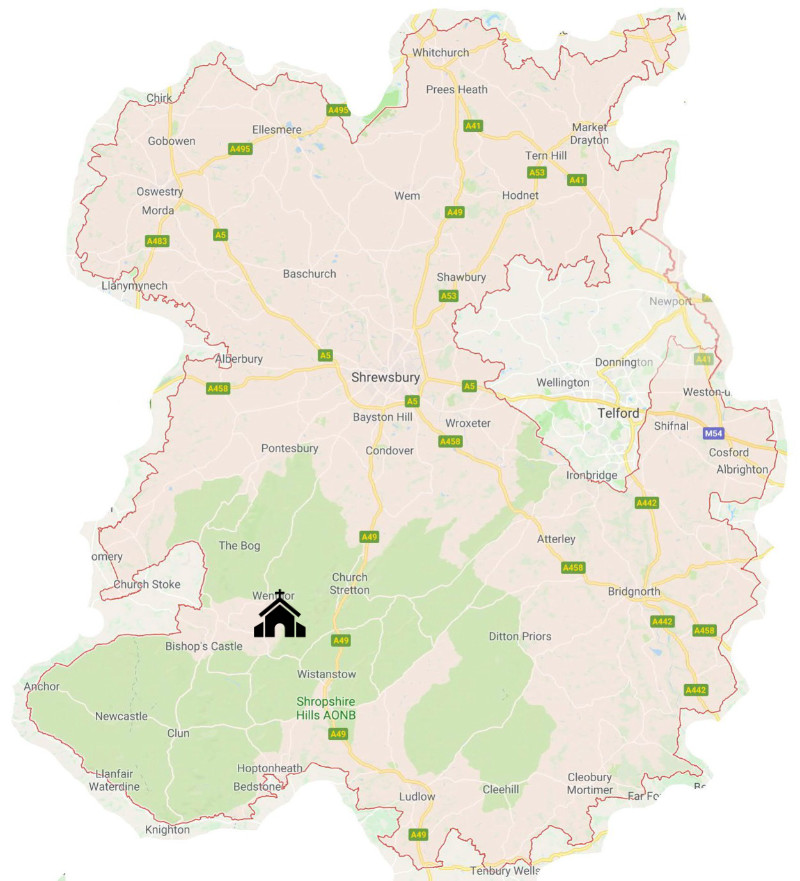 M
Whitchurch
Prees Heath
Chirk
A495
Ellesmere
A41
Market
Drayton
Gobowen
A495
Tern Hill
A53
A41
Oswestry
Wem
Hodnet
Morda
A49
A5
A483
Baschurch
Shawbury
Llanymynech
A53
Newport
Alberbury
A5
A41
Donnington
Shrewsbury
Wellington
A458
A5
Weston-u
A5
Telford
Bayston Hill
Wroxeter
Shifnal
M54
A458
Pontesbury
Condover
Cosford
Albrighton
Ironbridge
A442
A49
Atterley
The Bog
omery
A458
Church
Stretton
Church Stoke
Bridgnorth
A442
A458
Ditton Priors
A49
Bishop's Castle
Wistanstow
Anchor
A442
Shropshire
Hills AONB
Newcastle
Clun
A49
Hoptonheath
Llanfair
Waterdine
Bedstone
Cleobury
Mortimer
Cleehill
Ludlow
Knighton
A49
Tenbury Wells